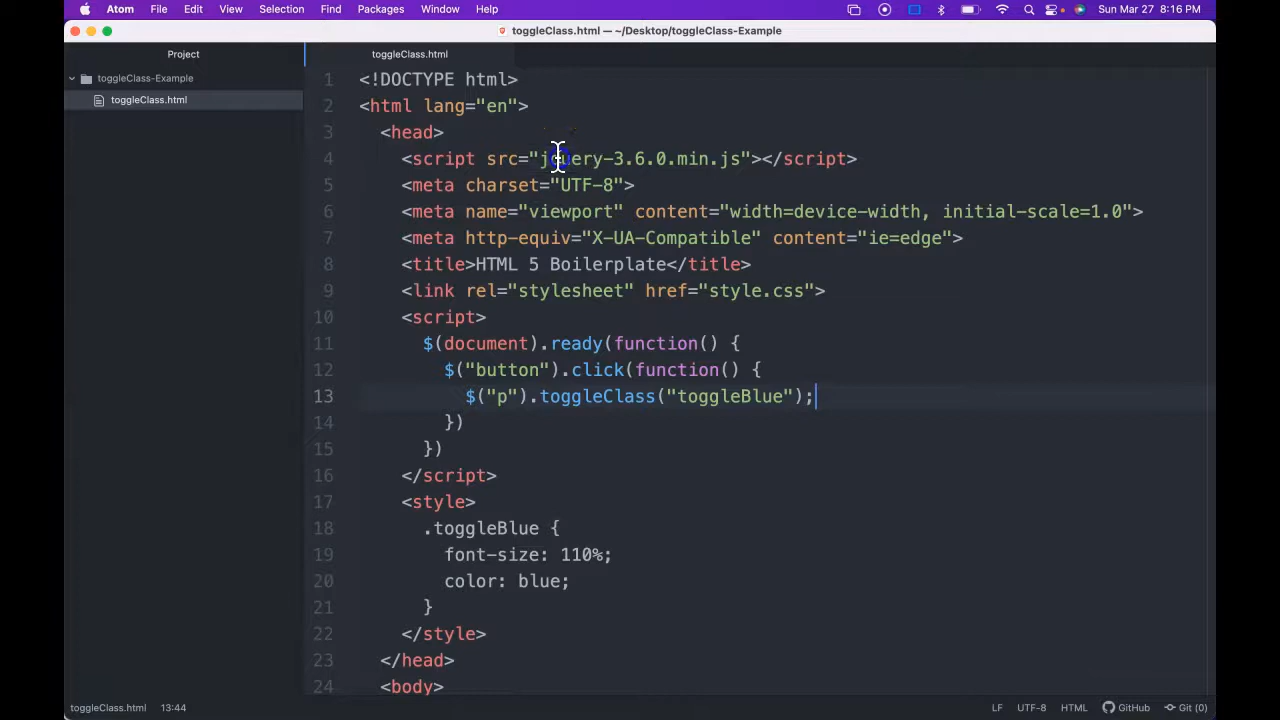 Atom File Edit View Selection Find Packages Window Help Sun Mar 27 8:16 PM
toggleClass.html — ~/Desktop/toggleClass-Example
Project
toggleClass.html
toggleClass-Example
toggleClass.html
1 <!DOCTYPE html>
2 <html lang="en">
3 <head>
4 <script src="jquery-3.6.0.min.js"></script>
5 <meta charset="UTF-8">
6 <meta name="viewport" content="width=device-width, initial-scale=1.0">
7 <meta http-equiv="X-UA-Compatible" content="ie=edge">
8 <title>HTML 5 Boilerplate</title>
9 <link rel="stylesheet" href="style.css">
10 <script>
11 $(document).ready(function() {
12 $("button").click(function() {
13 $("p").toggleClass("toggleBlue");
14 })
15 })
16 </script>
17 <style>
18 .toggleBlue {
19 font-size: 110%;
20 color: blue;
21 }
22 </style>
23 </head>
24 <body>
toggleClass.html 13:44 LF UTF-8 HTML GitHub Git (0)